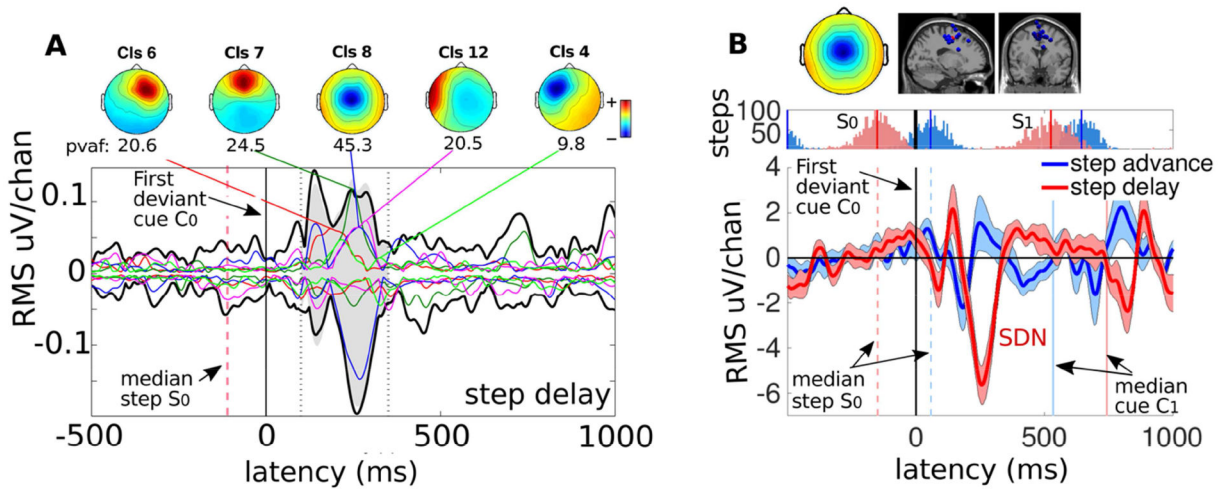 A
Cls 6 Cls 7 Cls 8 Cls 12 Cls 4
+
−
pvaf: 20.6 24.5 45.3 20.5 9.8
RMS uV/chan
0.1
0
-0.1
First
deviant
cue C0
median
step S0
step delay
-500 0 500 1000
latency (ms)
B
steps
100
50
S0 S1
RMS uV/chan
4
2
0
-2
-4
-6
First
deviant
cue C0
step advance
step delay
SDN
median
step S0
median
cue C1
0 500 1000
latency (ms)